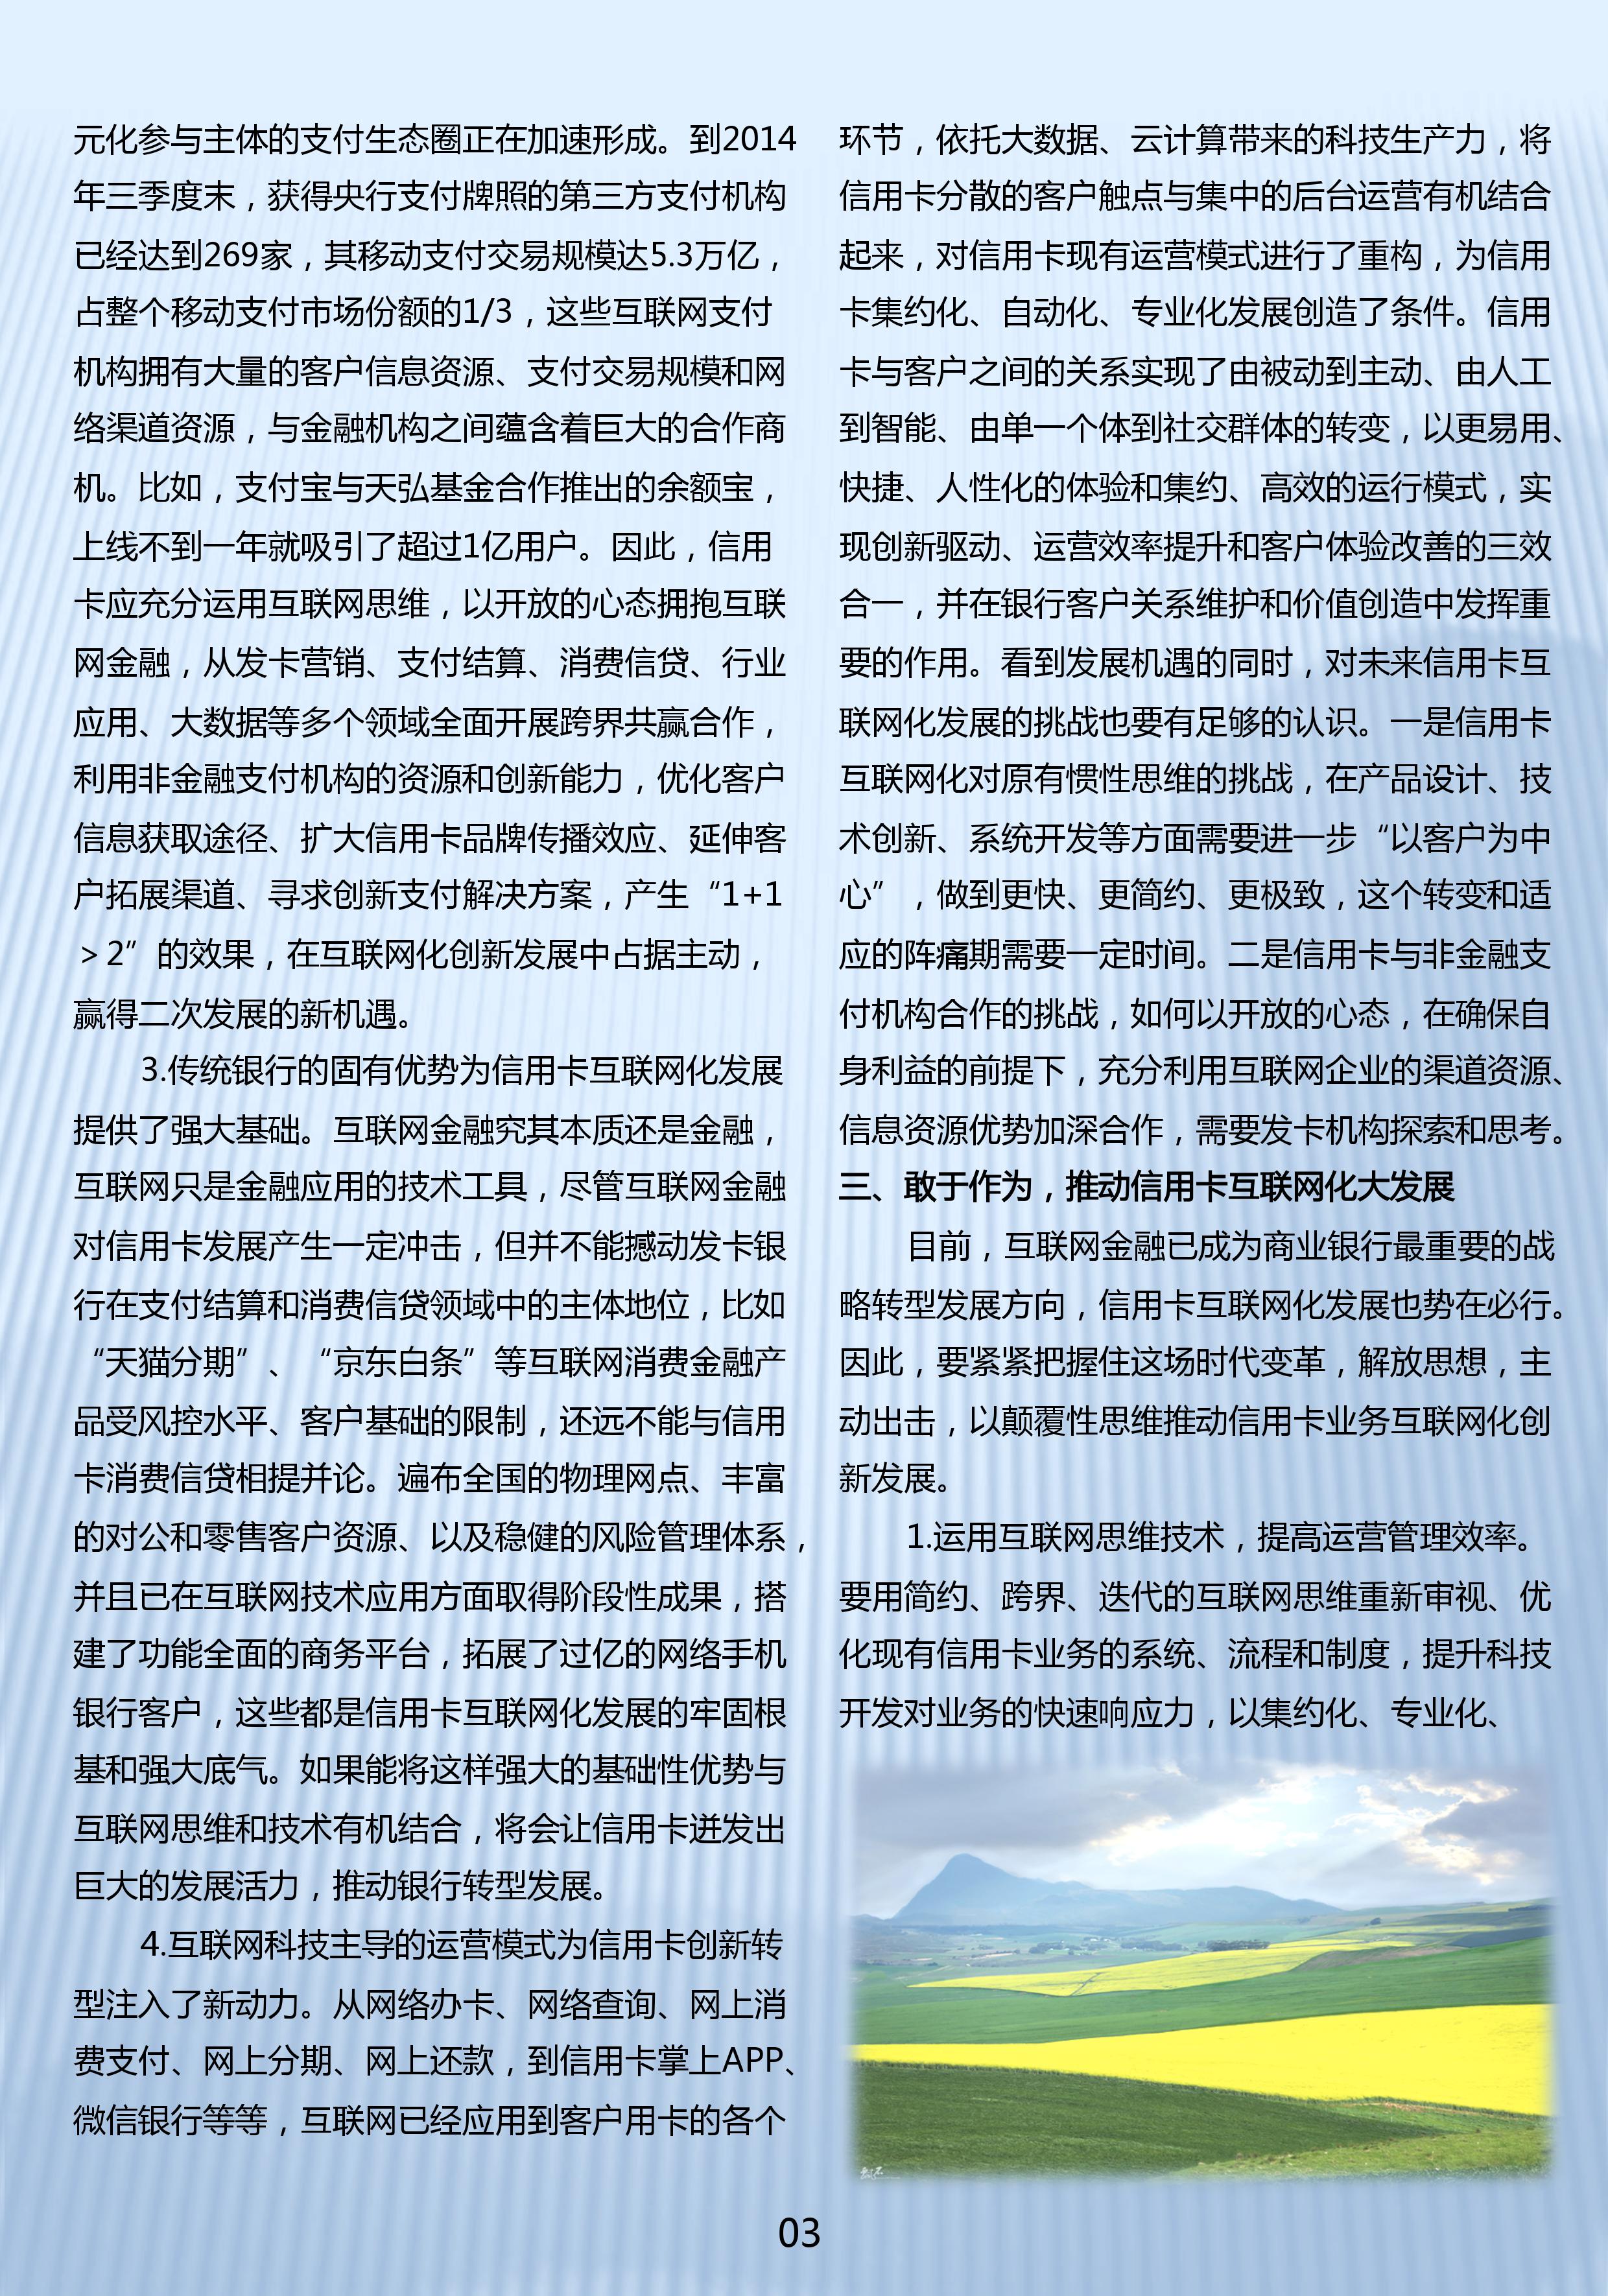 元化参与主体的支付生态圈正在加速形成。到2014
年三季度末，获得央行支付牌照的第三方支付机构
已经达到269家，其移动支付交易规模达5.3万亿，
占整个移动支付市场份额的1/3，这些互联网支付
机构拥有大量的客户信息资源、支付交易规模和网
络渠道资源，与金融机构之间蕴含着巨大的合作商
机。比如，支付宝与天弘基金合作推出的余额宝，
上线不到一年就吸引了超过1亿用户。因此，信用
卡应充分运用互联网思维，以开放的心态拥抱互联
网金融，从发卡营销、支付结算、消费信贷、行业
应用、大数据等多个领域全面开展跨界共赢合作，
利用非金融支付机构的资源和创新能力，优化客户
信息获取途径、扩大信用卡品牌传播效应、延伸客
户拓展渠道、寻求创新支付解决方案，产生“1+1
＞2”的效果，在互联网化创新发展中占据主动，
赢得二次发展的新机遇。
3.传统银行的固有优势为信用卡互联网化发展
提供了强大基础。互联网金融究其本质还是金融，
互联网只是金融应用的技术工具，尽管互联网金融
对信用卡发展产生一定冲击，但并不能撼动发卡银
行在支付结算和消费信贷领域中的主体地位，比如
“天猫分期”、“京东白条”等互联网消费金融产
品受风控水平、客户基础的限制，还远不能与信用
卡消费信贷相提并论。遍布全国的物理网点、丰富
的对公和零售客户资源、以及稳健的风险管理体系，
并且已在互联网技术应用方面取得阶段性成果，搭
建了功能全面的商务平台，拓展了过亿的网络手机
银行客户，这些都是信用卡互联网化发展的牢固根
基和强大底气。如果能将这样强大的基础性优势与
互联网思维和技术有机结合，将会让信用卡迸发出
巨大的发展活力，推动银行转型发展。
4.互联网科技主导的运营模式为信用卡创新转
型注入了新动力。从网络办卡、网络查询、网上消
费支付、网上分期、网上还款，到信用卡掌上APP、
微信银行等等，互联网已经应用到客户用卡的各个
环节，依托大数据、云计算带来的科技生产力，将
信用卡分散的客户触点与集中的后台运营有机结合
起来，对信用卡现有运营模式进行了重构，为信用
卡集约化、自动化、专业化发展创造了条件。信用
卡与客户之间的关系实现了由被动到主动、由人工
到智能、由单一个体到社交群体的转变，以更易用、
快捷、人性化的体验和集约、高效的运行模式，实
现创新驱动、运营效率提升和客户体验改善的三效
合一，并在银行客户关系维护和价值创造中发挥重
要的作用。看到发展机遇的同时，对未来信用卡互
联网化发展的挑战也要有足够的认识。一是信用卡
互联网化对原有惯性思维的挑战，在产品设计、技
术创新、系统开发等方面需要进一步“以客户为中
心”，做到更快、更简约、更极致，这个转变和适
应的阵痛期需要一定时间。二是信用卡与非金融支
付机构合作的挑战，如何以开放的心态，在确保自
身利益的前提下，充分利用互联网企业的渠道资源、
信息资源优势加深合作，需要发卡机构探索和思考。
三、敢于作为，推动信用卡互联网化大发展
目前，互联网金融已成为商业银行最重要的战
略转型发展方向，信用卡互联网化发展也势在必行。
因此，要紧紧把握住这场时代变革，解放思想，主
动出击，以颠覆性思维推动信用卡业务互联网化创
新发展。
1.运用互联网思维技术，提高运营管理效率。
要用简约、跨界、迭代的互联网思维重新审视、优
化现有信用卡业务的系统、流程和制度，提升科技
开发对业务的快速响应力，以集约化、专业化、
03